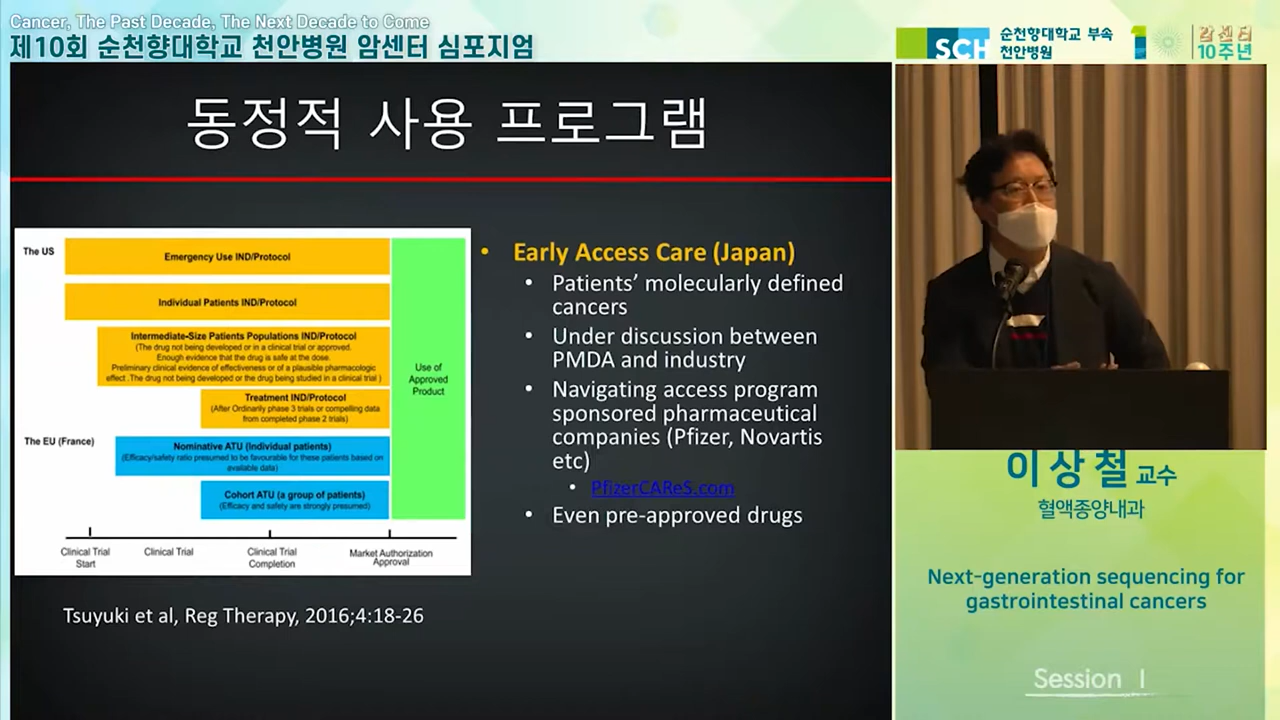 Cancer, The Past Decade, The Next Decade to Come
제10회 순천향대학교 천안병원 암센터 심포지엄
SCH
순천향대학교 부속
천안병원
1
암센터
10주년
동정적 사용 프로그램
The US
Emergency Use IND/Protocol
Individual Patients IND/Protocol
Intermediate-Size Patients Populations IND/Protocol
(The drug not being developed or in a clinical trial or approved.
Enough evidence that the drug is safe at the dose.
Preliminary clinical evidence of effectiveness or of a plausible pharmacologic
effect .The drug not being developed or the drug being studied in a clinical trial )
Treatment IND/Protocol
(After Ordinarily phase 3 trials or compelling data
from completed phase 2 trials)
Use of
Approved
Product
The EU (France)
Nominative ATU (Individual patients)
(Efficacy/safety ratio presumed to be favourable for these patients based on
available data)
Cohort ATU (a group of patients)
(Efficacy and safety are strongly presumed)
Clinical Trial
Start
Clinical Trial
Clinical Trial
Completion
Market Authorization
Approval
Tsuyuki et al, Reg Therapy, 2016;4:18-26
• Early Access Care (Japan)
• Patients' molecularly defined
cancers
• Under discussion between
PMDA and industry
• Navigating access program
sponsored pharmaceutical
companies (Pfizer, Novartis
etc)
• PfizerCAReS.com
• Even pre-approved drugs
이 상 철 교수
혈액종양내과
Next-generation sequencing for
gastrointestinal cancers
Session I